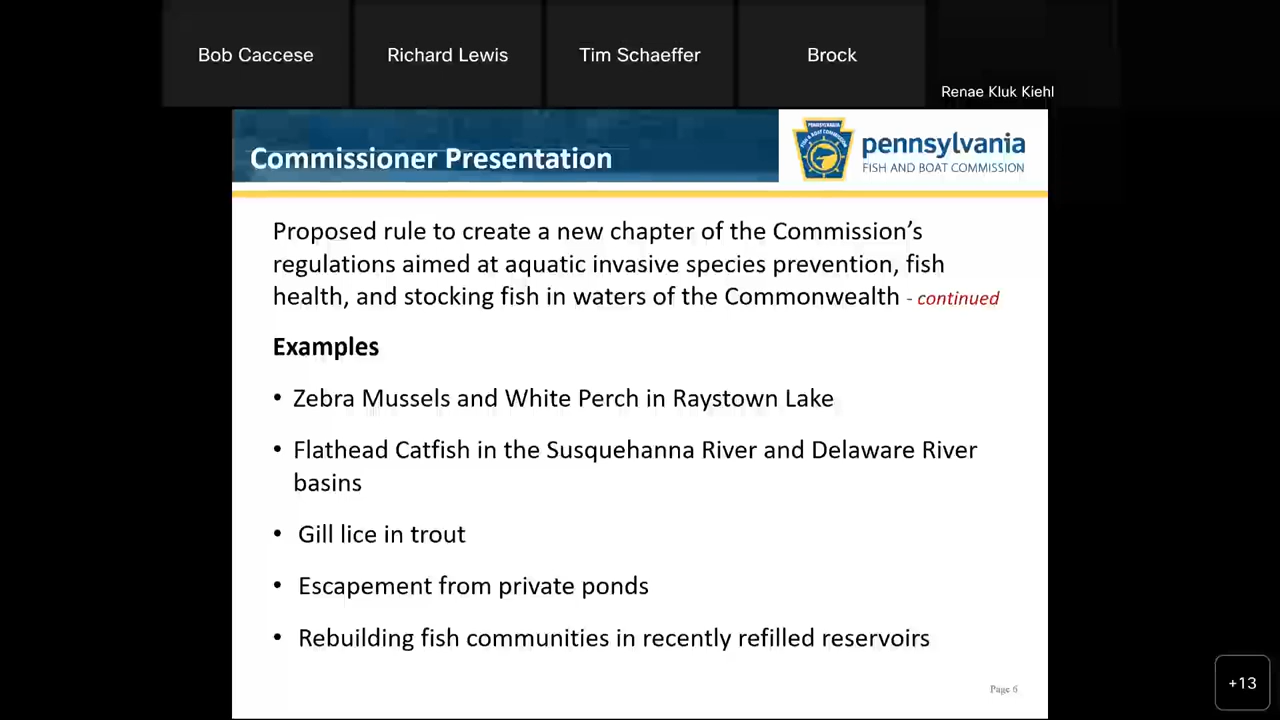 Bob Caccese
Richard Lewis
Tim Schaeffer
Brock
Renae Kluk Kiehl
Commissioner Presentation
pennsylvania
FISH AND BOAT COMMISSION
Proposed rule to create a new chapter of the Commission's
regulations aimed at aquatic invasive species prevention, fish
health, and stocking fish in waters of the Commonwealth - continued
Examples
• Zebra Mussels and White Perch in Raystown Lake
• Flathead Catfish in the Susquehanna River and Delaware River
basins
• Gill lice in trout
• Escapement from private ponds
• Rebuilding fish communities in recently refilled reservoirs
Page 6
+13